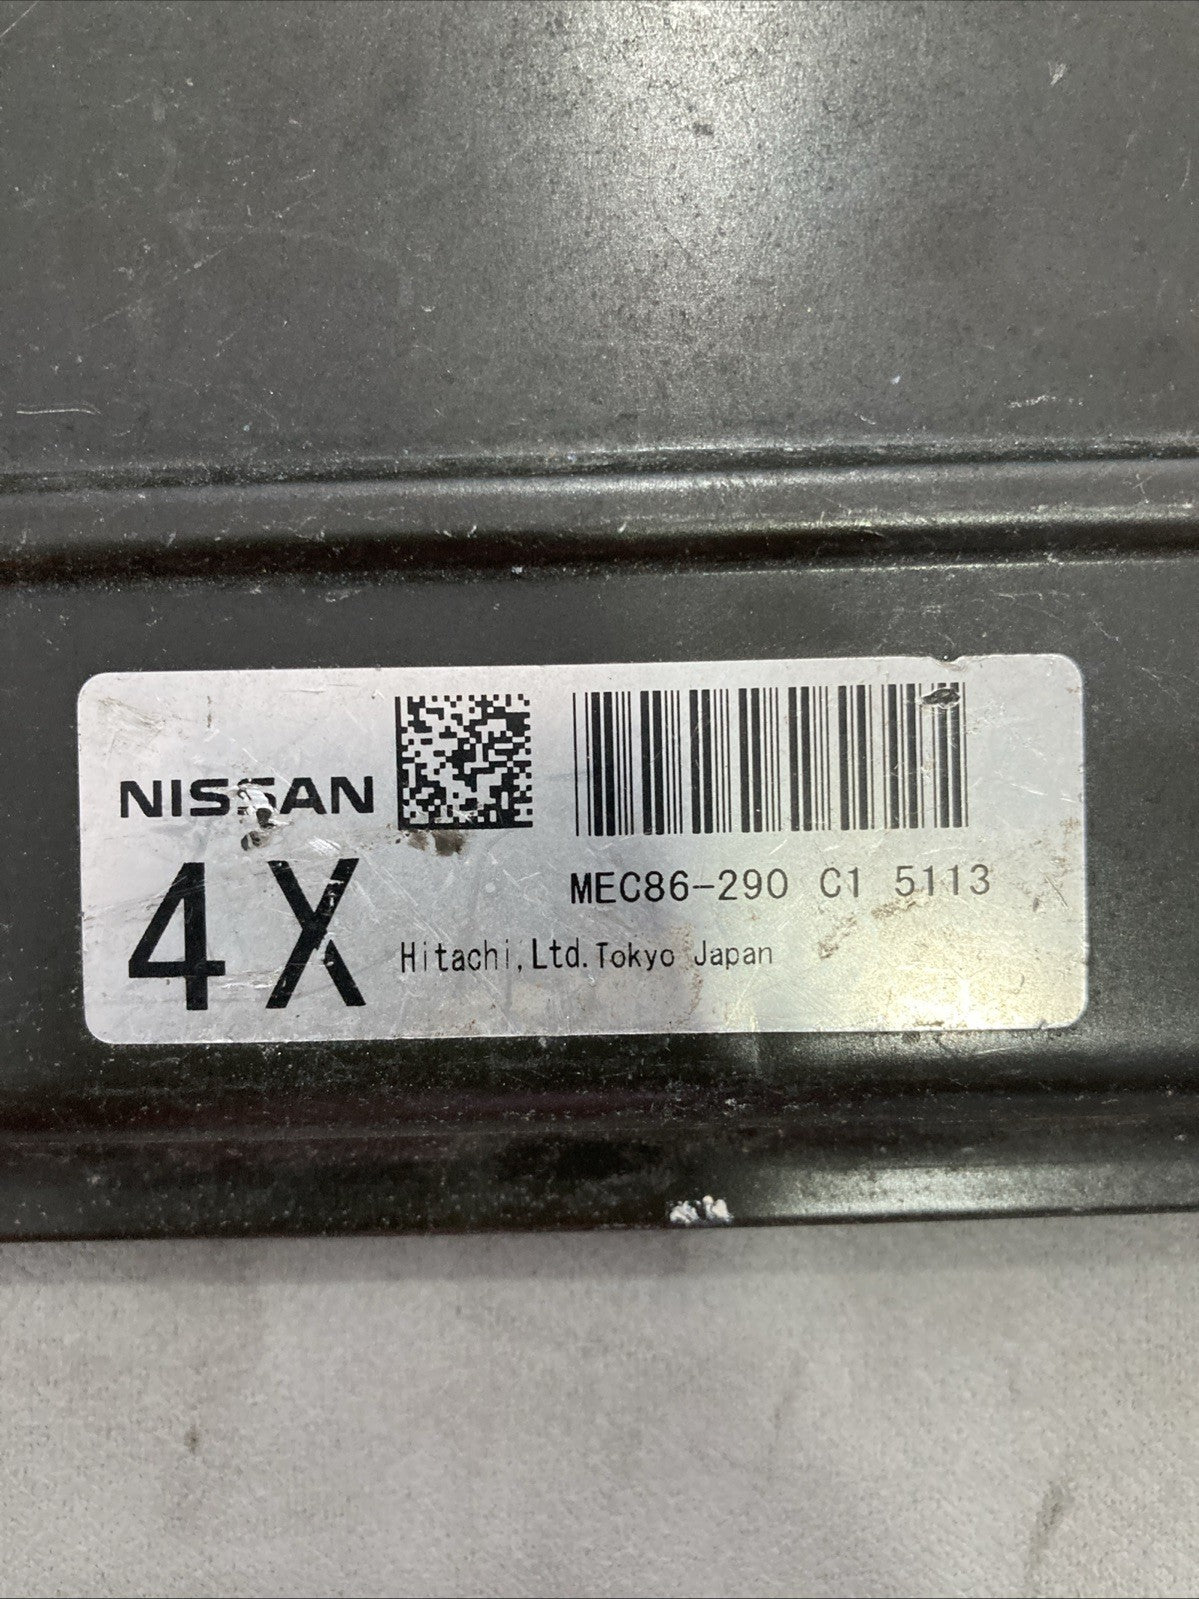 NISSAN
4X
MEC86-290 C1 5113
Hitachi,Ltd.Tokyo Japan